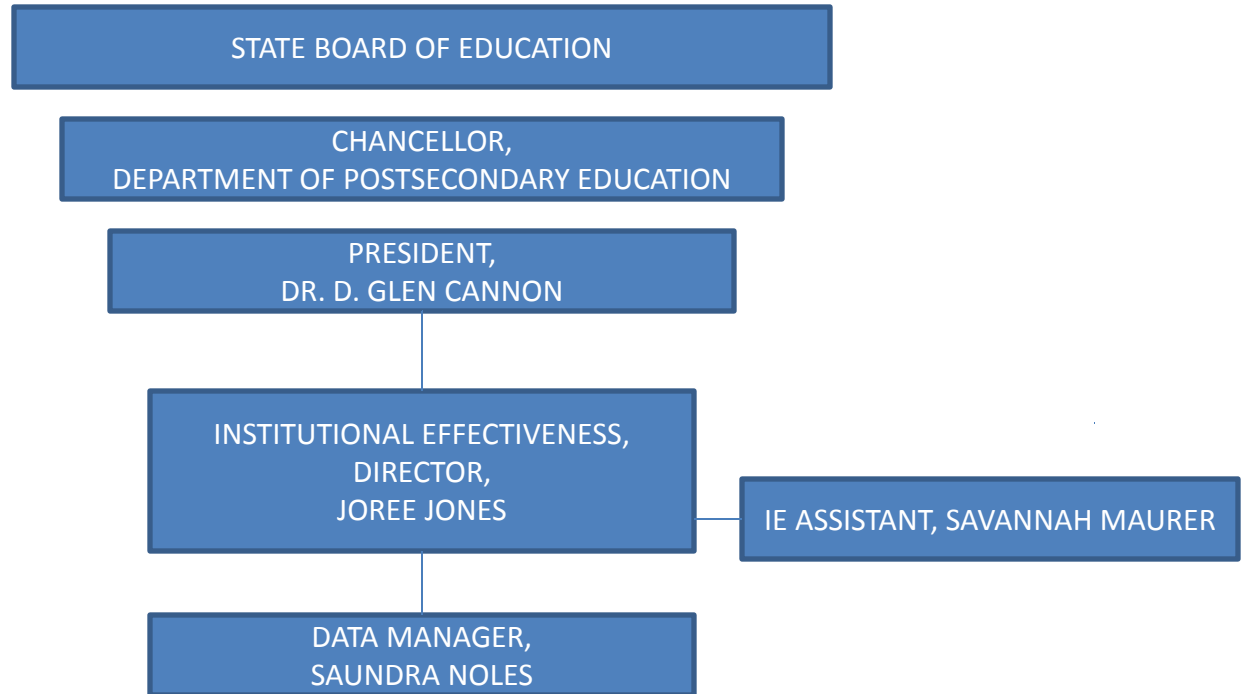 STATE BOARD OF EDUCATION
CHANCELLOR,
DEPARTMENT OF POSTSECONDARY EDUCATION
PRESIDENT,
DR. D. GLEN CANNON
INSTITUTIONAL EFFECTIVENESS,
DIRECTOR,
JOREE JONES
IE ASSISTANT, SAVANNAH MAURER
DATA MANAGER,
SAUNDRA NOLES